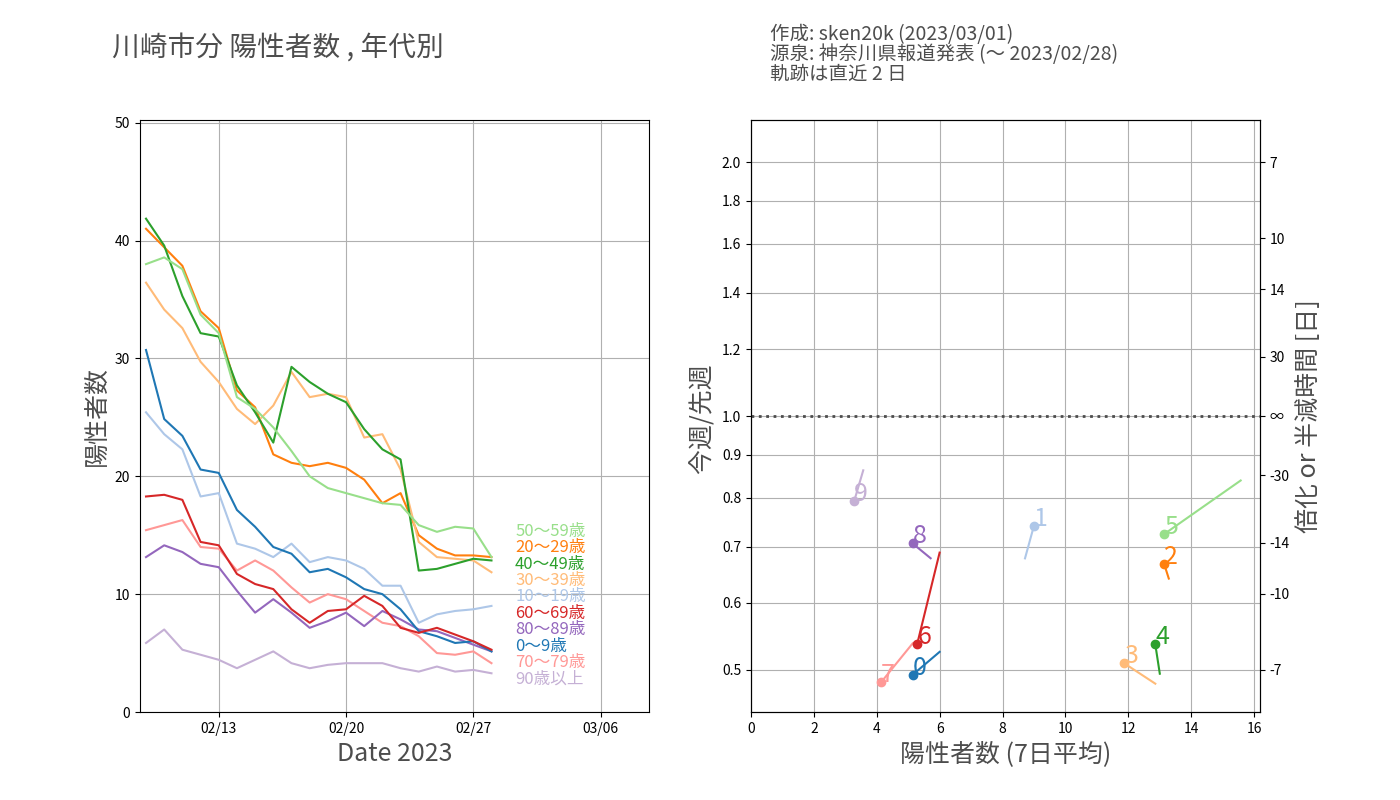 川崎市分 陽性者数 , 年代別
作成: sken20k (2023/03/01)
源泉: 神奈川県報道発表 (～ 2023/02/28)
軌跡は直近 2 日
50
40
30
20
10
0
陽性者数
50～59歳
20～29歳
40～49歳
30～39歳
10～19歳
60～69歳
80～89歳
0～9歳
70～79歳
90歳以上
02/13 02/20 02/27 03/06
Date 2023
2.0
1.8
1.6
1.4
1.2
1.0
0.9
0.8
0.7
0.6
0.5
今週/先週
9
8
1
5
2
6
4
3
7
0
7
10
14
30
∞
-30
-14
-10
-7
倍化 or 半減時間 [日]
0 2 4 6 8 10 12 14 16
陽性者数 (7日平均)